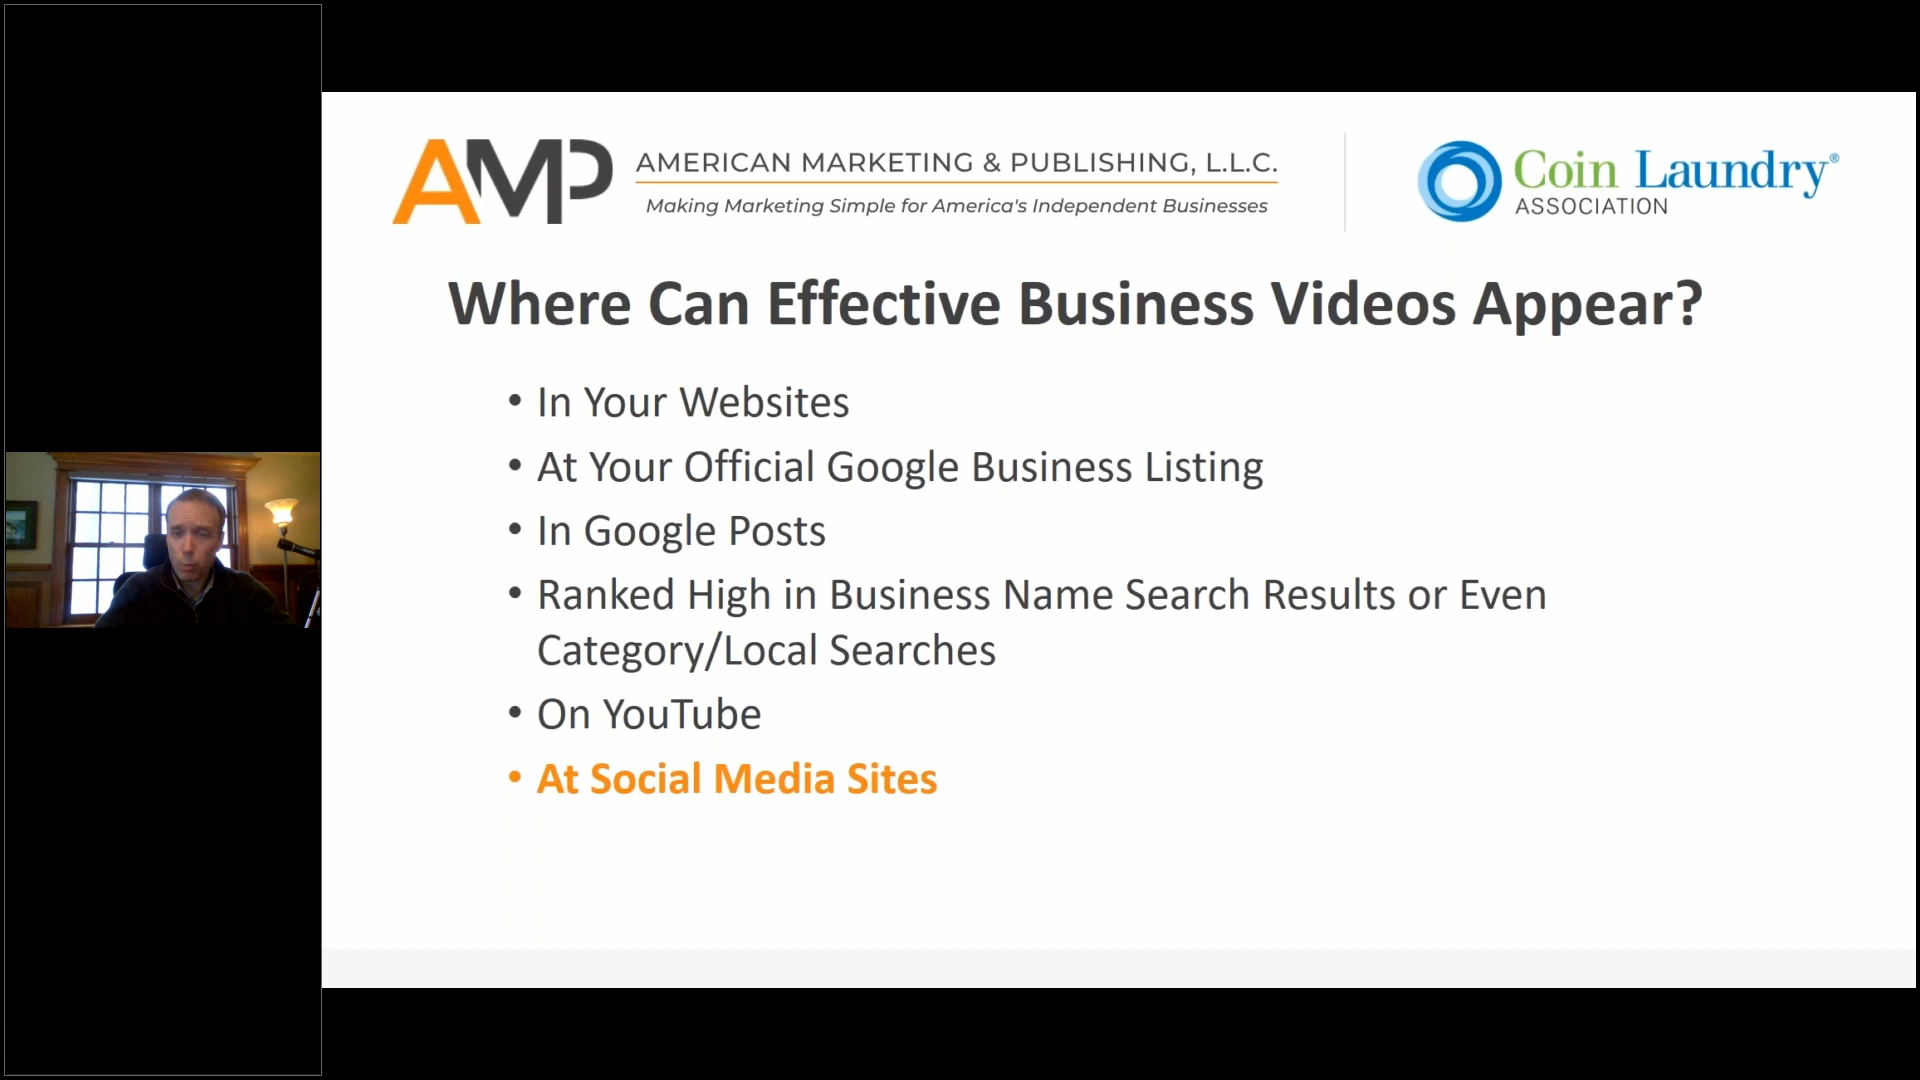 AMP
AMERICAN MARKETING & PUBLISHING, L.L.C.
Making Marketing Simple for America's Independent Businesses
Coin Laundry®
ASSOCIATION
Where Can Effective Business Videos Appear?
• In Your Websites
• At Your Official Google Business Listing
• In Google Posts
• Ranked High in Business Name Search Results or Even
Category/Local Searches
• On YouTube
• At Social Media Sites